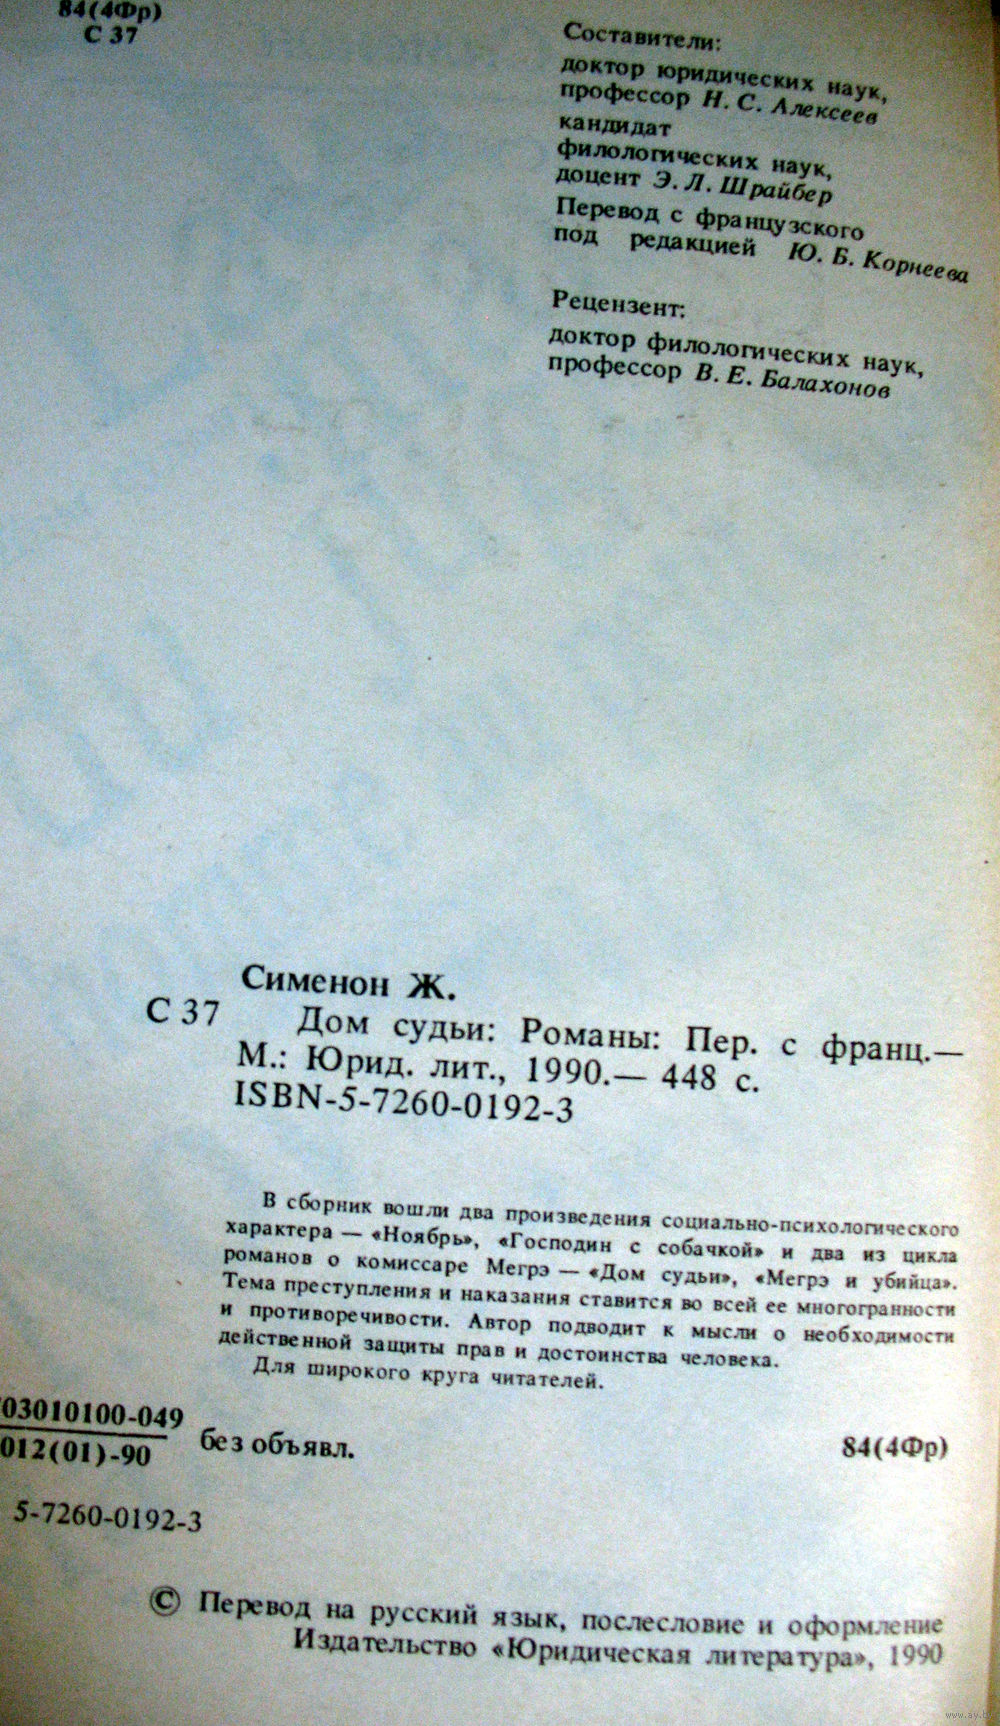 84(4Фр)
С 37
Составители:
доктор юридических наук,
профессор Н. С. Алексеев
кандидат
филологических наук,
доцент Э. Л. Шрайбер
Перевод с французского
под редакцией Ю. Б. Корнеева
Рецензент:
доктор филологических наук,
профессор В. Е. Балахонов
Сименон Ж.
С 37 Дом судьи: Романы: Пер. с франц.—
М.: Юрид. лит., 1990.— 448 с.
ISBN-5-7260-0192-3
В сборник вошли два произведения социально-психологического
характера — «Ноябрь», «Господин с собачкой» и два из цикла
романов о комиссаре Мегрэ — «Дом судьи», «Мегрэ и убийца».
Тема преступления и наказания ставится во всей ее многогранности
и противоречивости. Автор подводит к мысли о необходимости
действенной защиты прав и достоинства человека.
Для широкого круга читателей.
03010100-049
012(01)-90 без объявл. 84(4Фр)
5-7260-0192-3
© Перевод на русский язык, послесловие и оформление
Издательство «Юридическая литература», 1990